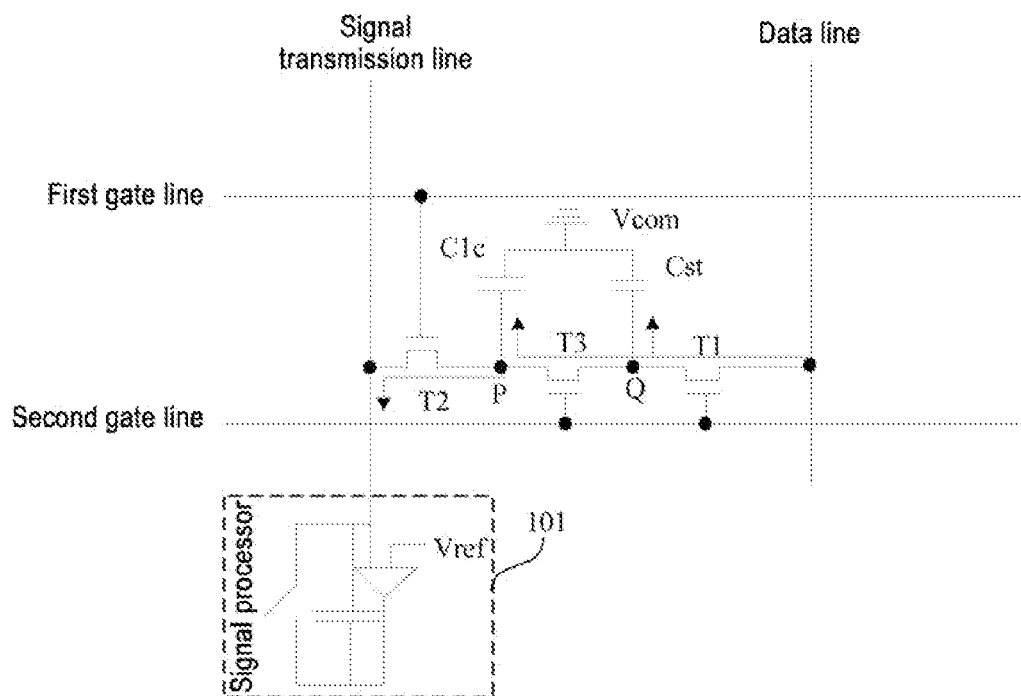 Signal
transmission line
Data line
First gate line
Vcom
C1c
Cst
T3
T1
T2
P
Q
Second gate line
Signal processor
Vref
101